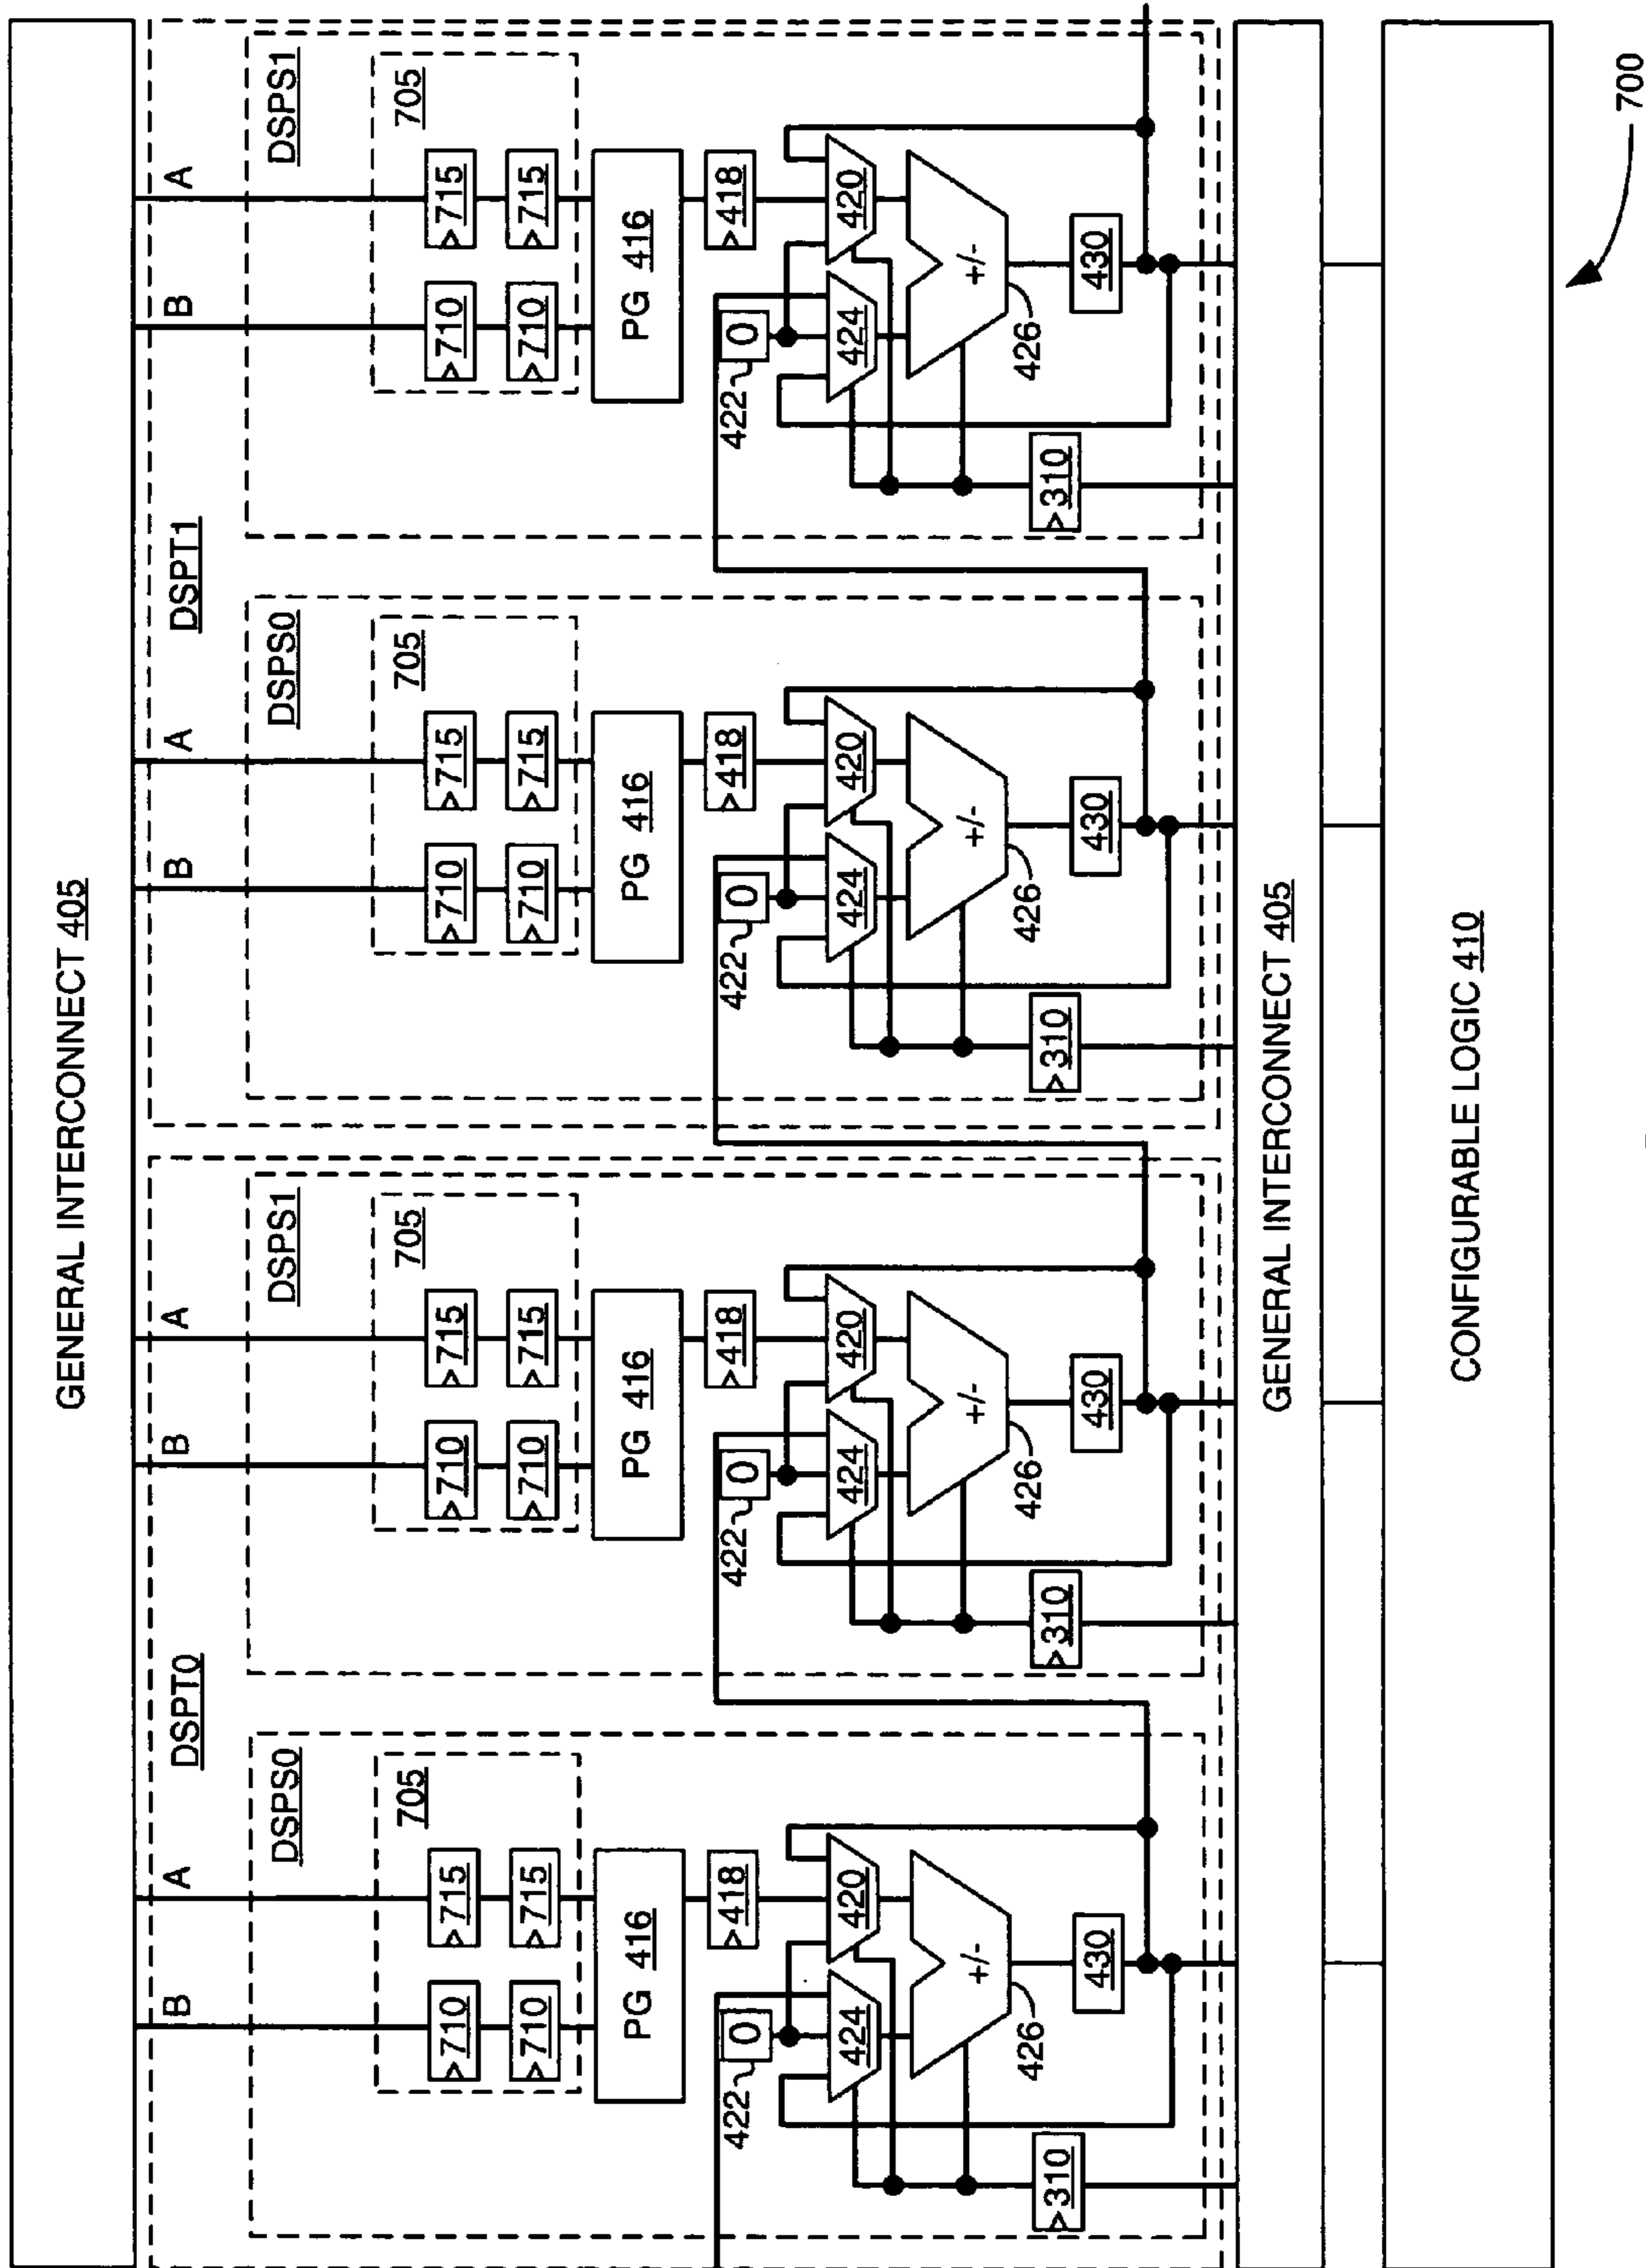 GENERAL INTERCONNECT 405
DSPT0
DSPS0
B
A
705
>710
>715
>710
>715
PG 416
>418
422
0
424
420
+/-
426
>310
430
DSPS1
B
A
705
>710
>715
>710
>715
PG 416
>418
422
0
424
420
+/-
426
>310
430
DSPT1
DSPS0
B
A
705
>710
>715
>710
>715
PG 416
>418
422
0
424
420
+/-
426
>310
430
DSPS1
B
A
705
>710
>715
>710
>715
PG 416
>418
422
0
424
420
+/-
426
>310
430
GENERAL INTERCONNECT 405
CONFIGURABLE LOGIC 410
700